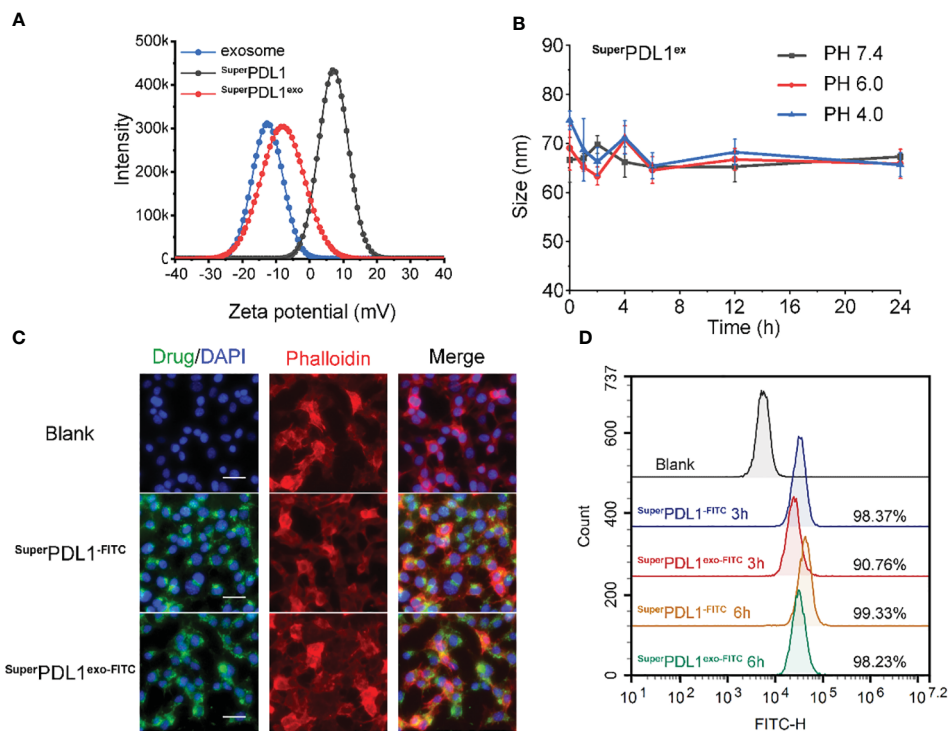 A
500k
400k
300k
200k
100k
0
Intensity
exosome
SuperPDL1
SuperPDL1exo
-40 -30 -20 -10 0 10 20 30 40
Zeta potential (mV)
B
90
80
70
60
50
40
Size (nm)
SuperPDL1ex
PH 7.4
PH 6.0
PH 4.0
0 4 8 12 16 20 24
Time (h)
C
Drug/DAPI Phalloidin Merge
Blank
SuperPDL1-FITC
SuperPDL1exo-FITC
D
737
600
400
200
0
Count
Blank
SuperPDL1-FITC 3h 98.37%
SuperPDL1exo-FITC 3h 90.76%
SuperPDL1-FITC 6h 99.33%
SuperPDL1exo-FITC 6h 98.23%
10^1 10^2 10^3 10^4 10^5 10^6 10^7.2
FITC-H